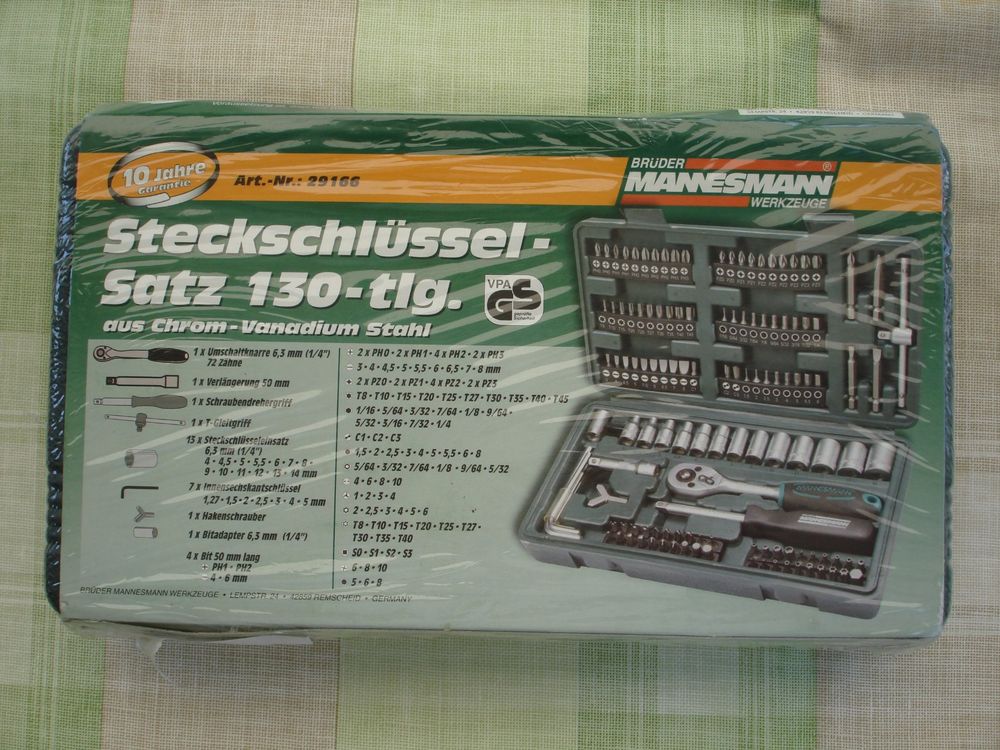 10 Jahre
Garantie
Art.-Nr.: 29166
BRÜDER
MANNESMANN®
WERKZEUGE
Steckschlüssel-
Satz 130-tlg.
aus Chrom-Vanadium Stahl
VPA
GS
geprüfte
Sicherheit
1 x Umschaltknarre 6,3 mm (1/4")
72 Zähne
1 x Verlängerung 50 mm
1 x Schraubendrehergriff
1 x T-Gleitgriff
13 x Steckschlüsseleinsatz
6,3 mm (1/4")
4 • 4,5 • 5 • 5,5 • 6 • 7 • 8 •
9 • 10 • 11 • 12 • 13 • 14 mm
7 x Innensechskantschlüssel
1,27 • 1,5 • 2 • 2,5 • 3 • 4 • 5 mm
1 x Hakenschrauber
1 x Bitadapter 6,3 mm (1/4")
4 x Bit 50 mm lang
PH1 • PH2
4 • 6 mm
2 x PH0 • 2 x PH1 • 4 x PH2 • 2 x PH3
3 • 4 • 4,5 • 5 • 5,5 • 6 • 6,5 • 7 • 8 mm
2 x PZ0 • 2 x PZ1 • 4 x PZ2 • 2 x PZ3
T8 • T10 • T15 • T20 • T25 • T27 • T30 • T35 • T40 • T45
1/16 • 5/64 • 3/32 • 7/64 • 1/8 • 9/64 •
5/32 • 3/16 • 7/32 • 1/4
C1 • C2 • C3
1,5 • 2 • 2,5 • 3 • 4 • 5 • 5,5 • 6 • 8
5/64 • 3/32 • 7/64 • 1/8 • 9/64 • 5/32
4 • 6 • 8 • 10
1 • 2 • 3 • 4
2 • 2,5 • 3 • 4 • 5 • 6
T8 • T10 • T15 • T20 • T25 • T27 •
T30 • T35 • T40
S0 • S1 • S2 • S3
6 • 8 • 10
5 • 6 • 8
BRÜDER MANNESMANN WERKZEUGE • LEMPSTR. 24 • 42859 REMSCHEID • GERMANY